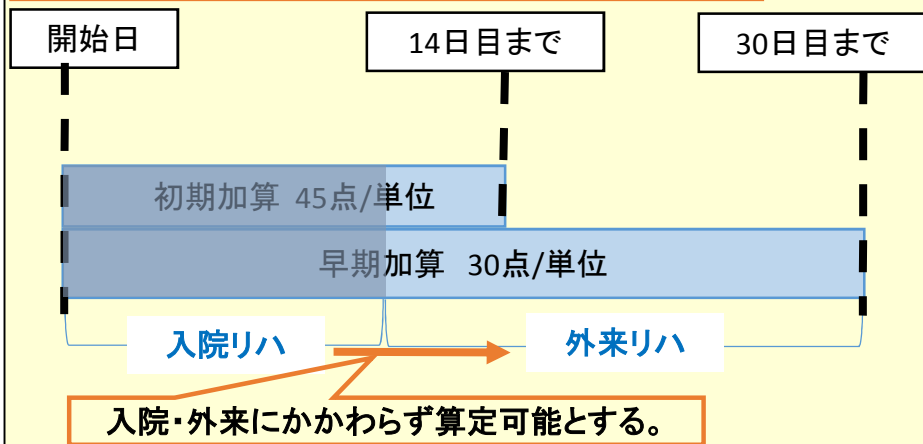 開始日
14日目まで
30日目まで
初期加算 45点/単位
早期加算 30点/単位
入院リハ
外来リハ
入院・外来にかかわらず算定可能とする。